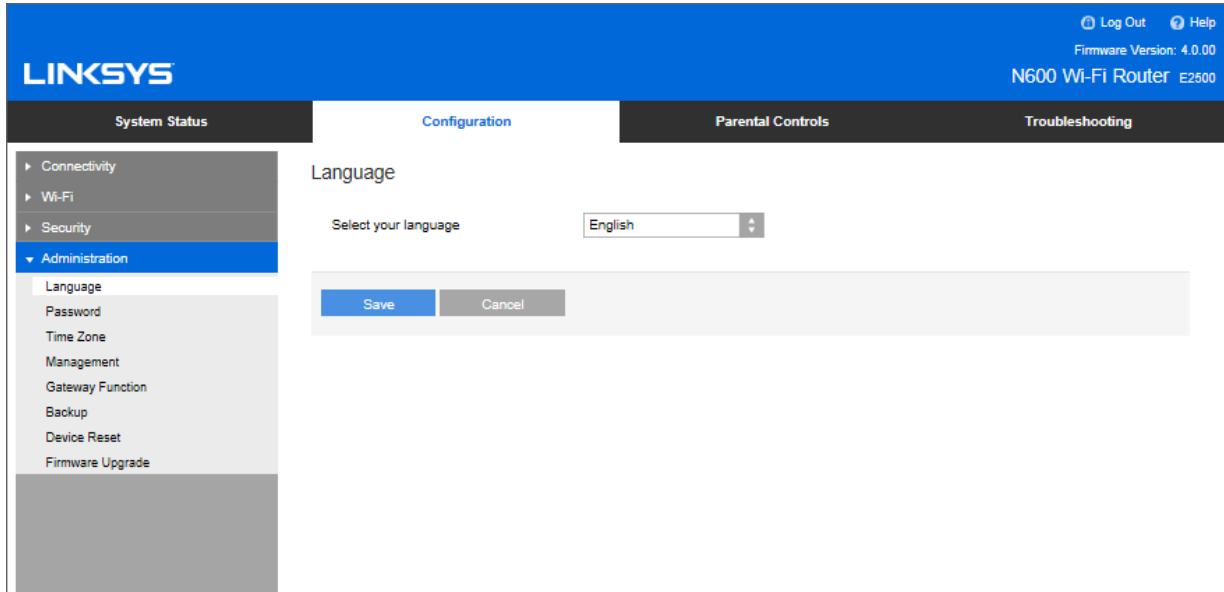 Log Out Help
Firmware Version: 4.0.00
LINKSYS
N600 Wi-Fi Router E2500
System Status Configuration Parental Controls Troubleshooting
Connectivity
Wi-Fi
Security
Administration
Language
Password
Time Zone
Management
Gateway Function
Backup
Device Reset
Firmware Upgrade
Language
Select your language English
Save Cancel